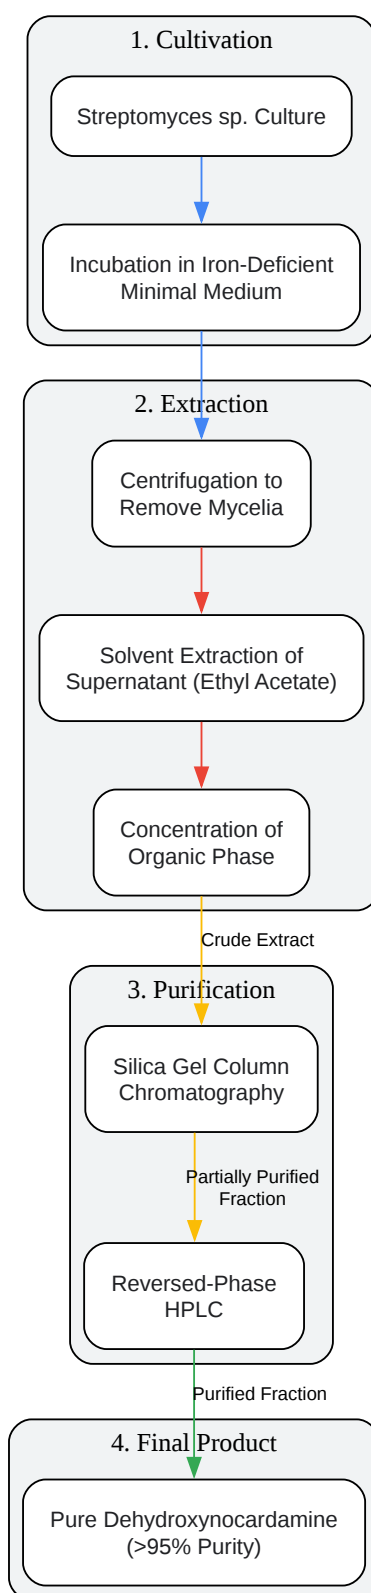 1. Cultivation
Streptomyces sp. Culture
Incubation in Iron-Deficient
Minimal Medium
2. Extraction
Centrifugation to
Remove Mycelia
Solvent Extraction of
Supernatant (Ethyl Acetate)
Concentration of
Organic Phase
Crude Extract
3. Purification
Silica Gel Column
Chromatography
Partially Purified
Fraction
Reversed-Phase
HPLC
Purified Fraction
4. Final Product
Pure Dehydroxynocardamine
(>95% Purity)